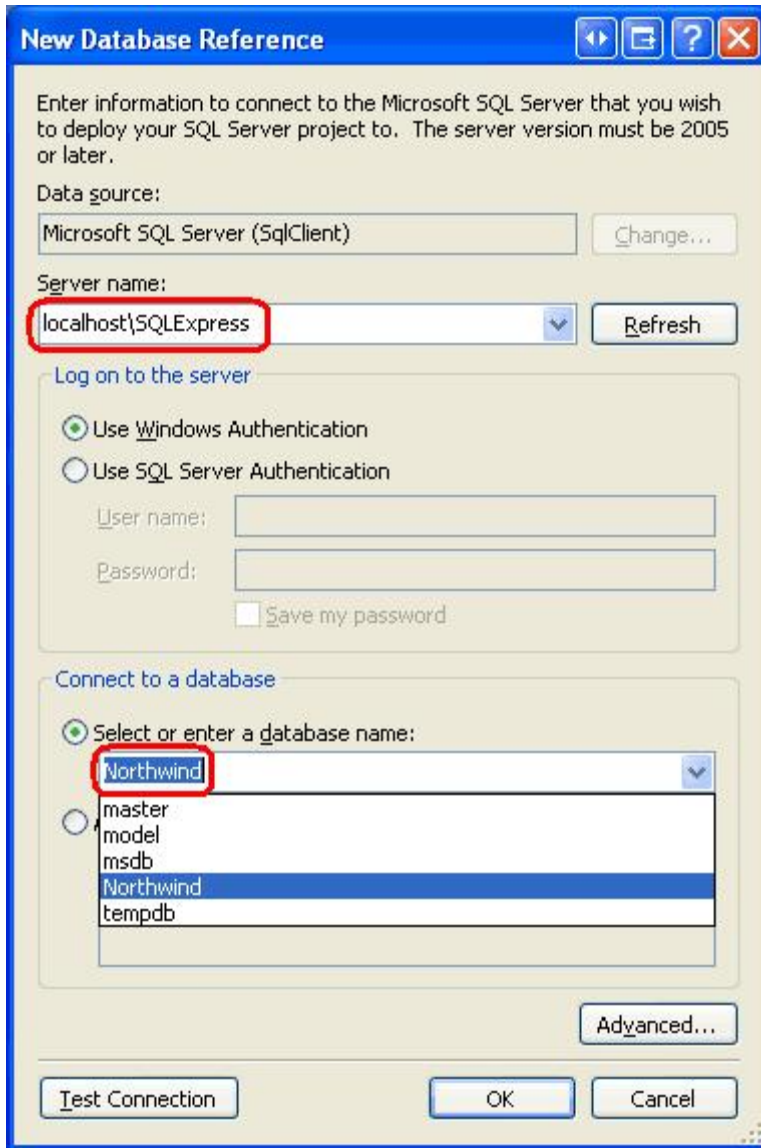 New Database Reference
Enter information to connect to the Microsoft SQL Server that you wish
to deploy your SQL Server project to. The server version must be 2005
or later.
Data source:
Microsoft SQL Server (SqlClient)
Change...
Server name:
localhost\SQLExpress
Refresh
Log on to the server
Use Windows Authentication
Use SQL Server Authentication
User name:
Password:
Save my password
Connect to a database
Select or enter a database name:
Northwind
master
model
msdb
Northwind
tempdb
Advanced...
Test Connection
OK
Cancel